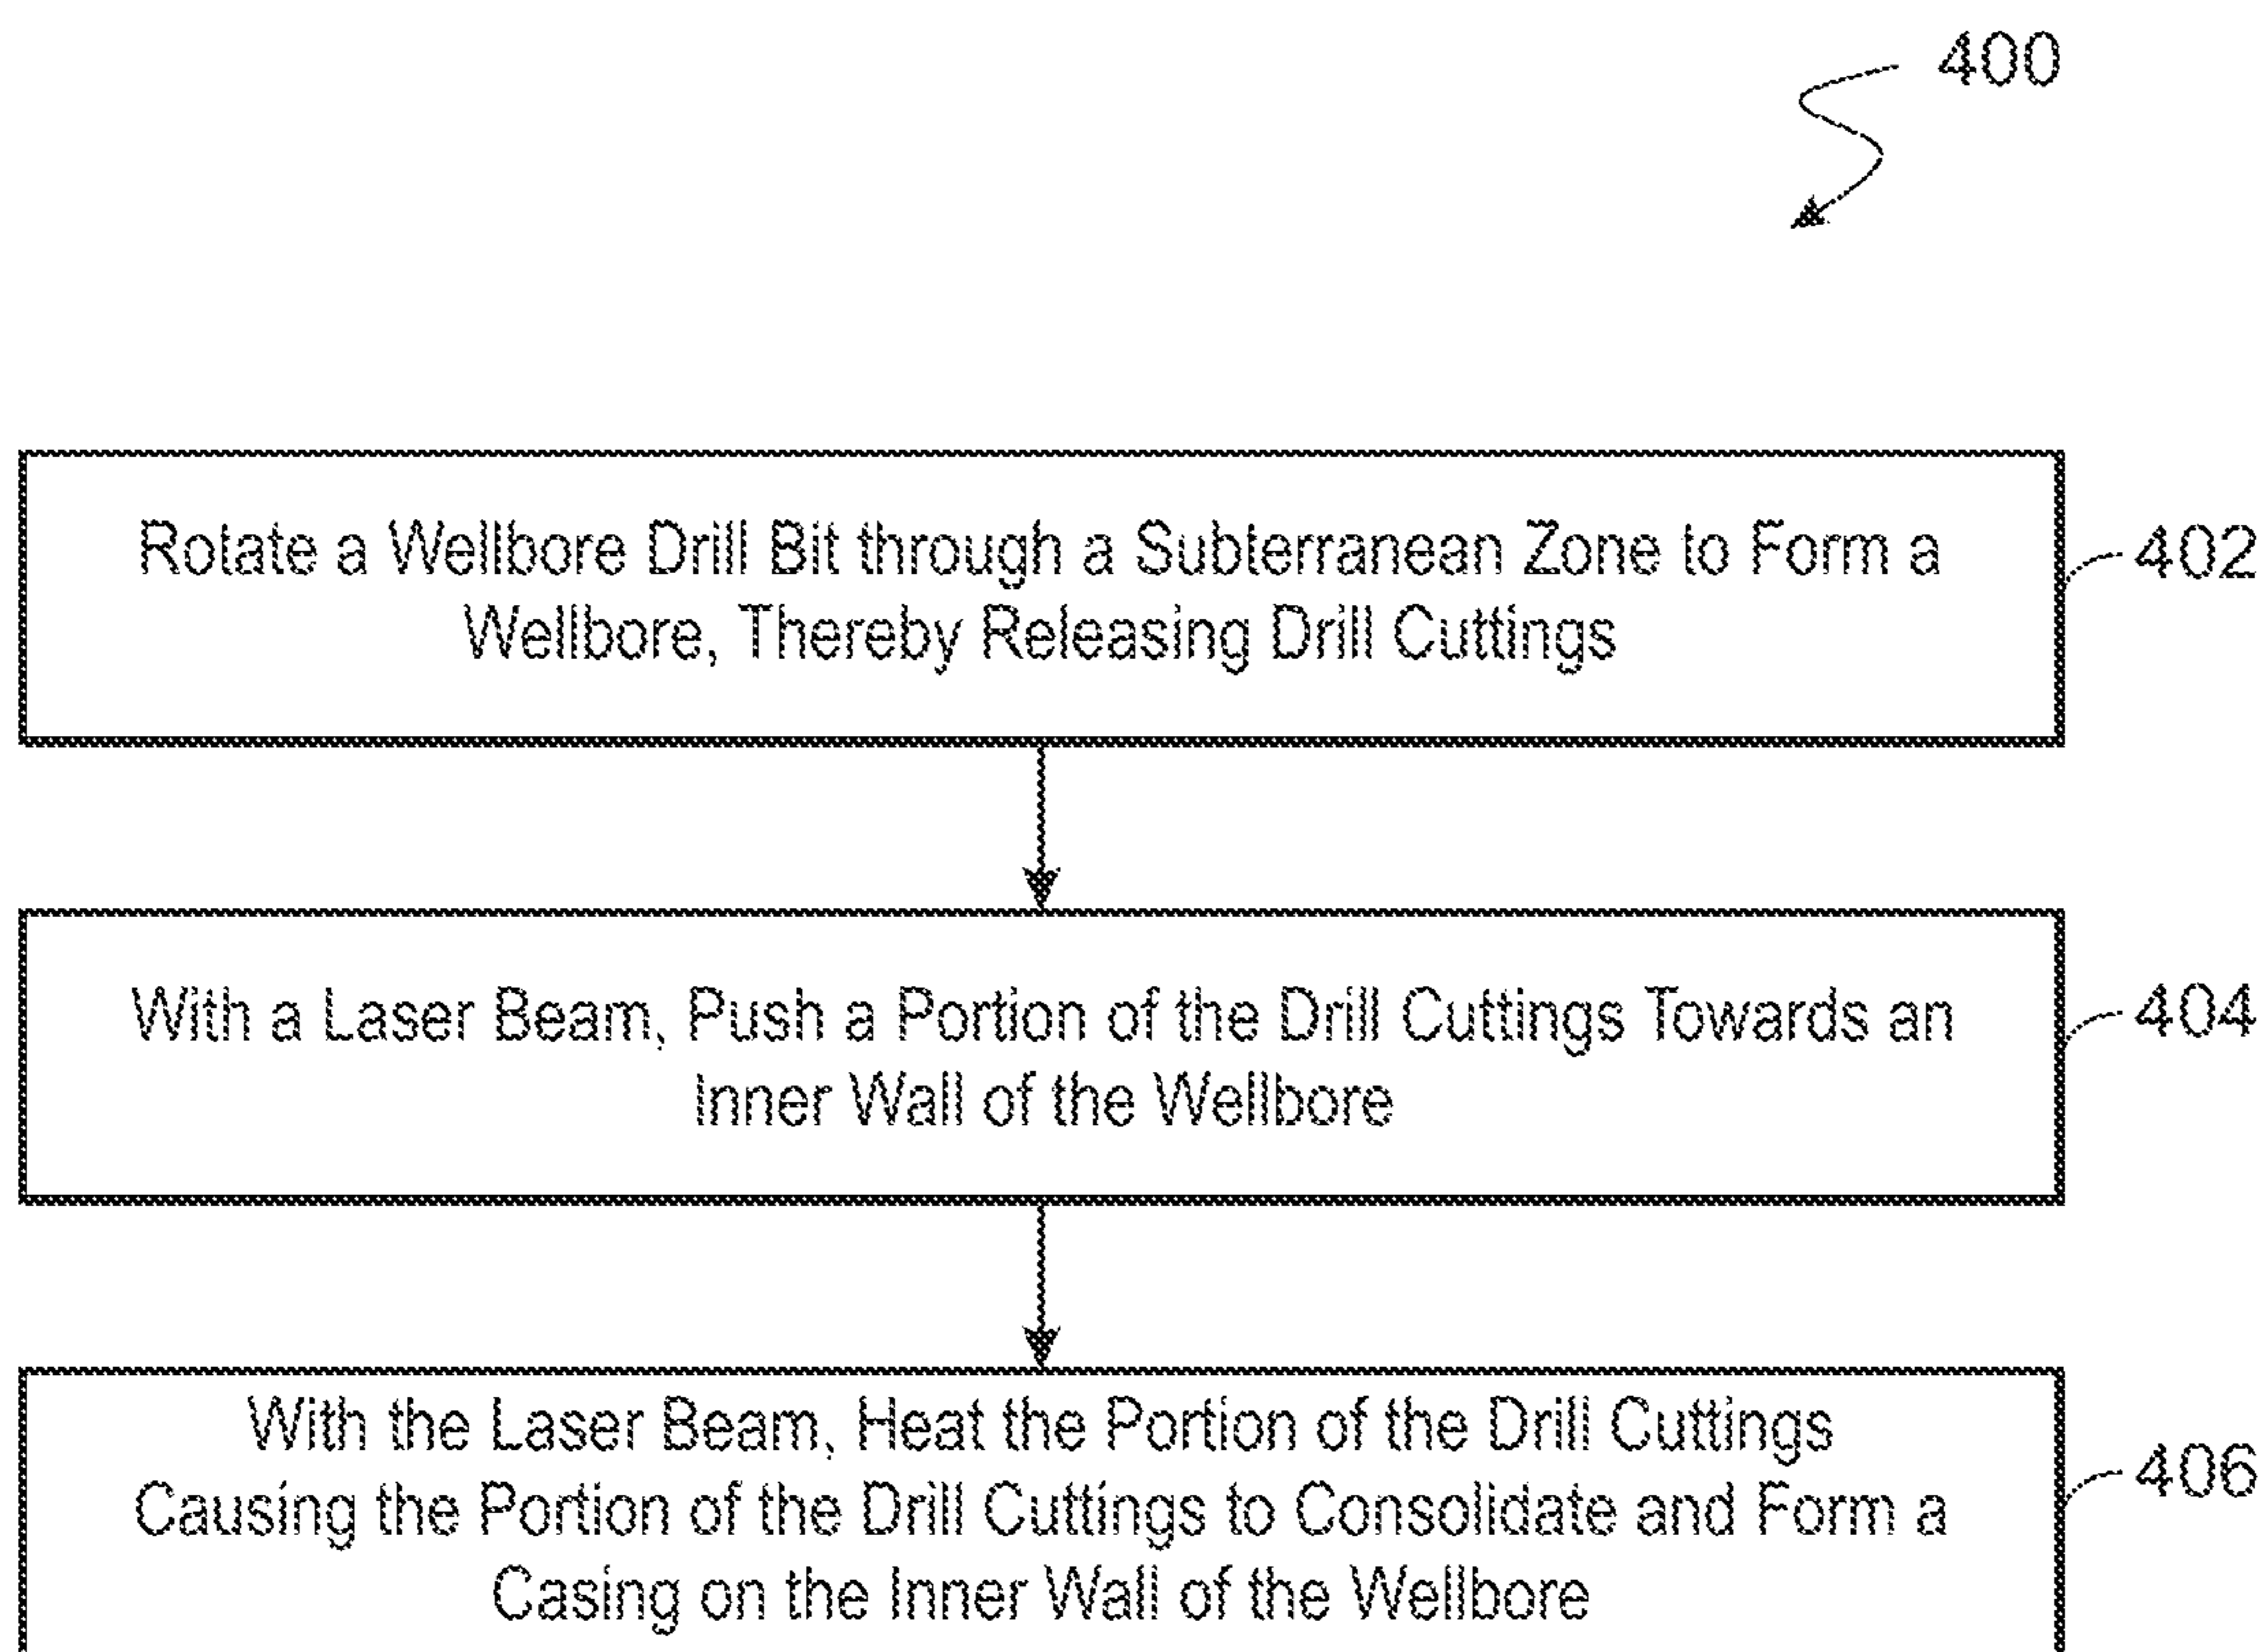 400
Rotate a Wellbore Drill Bit through a Subterranean Zone to Form a
Wellbore, Thereby Releasing Drill Cuttings
402
With a Laser Beam, Push a Portion of the Drill Cuttings Towards an
Inner Wall of the Wellbore
404
With the Laser Beam, Heat the Portion of the Drill Cuttings
Causing the Portion of the Drill Cuttings to Consolidate and Form a
Casing on the Inner Wall of the Wellbore
406